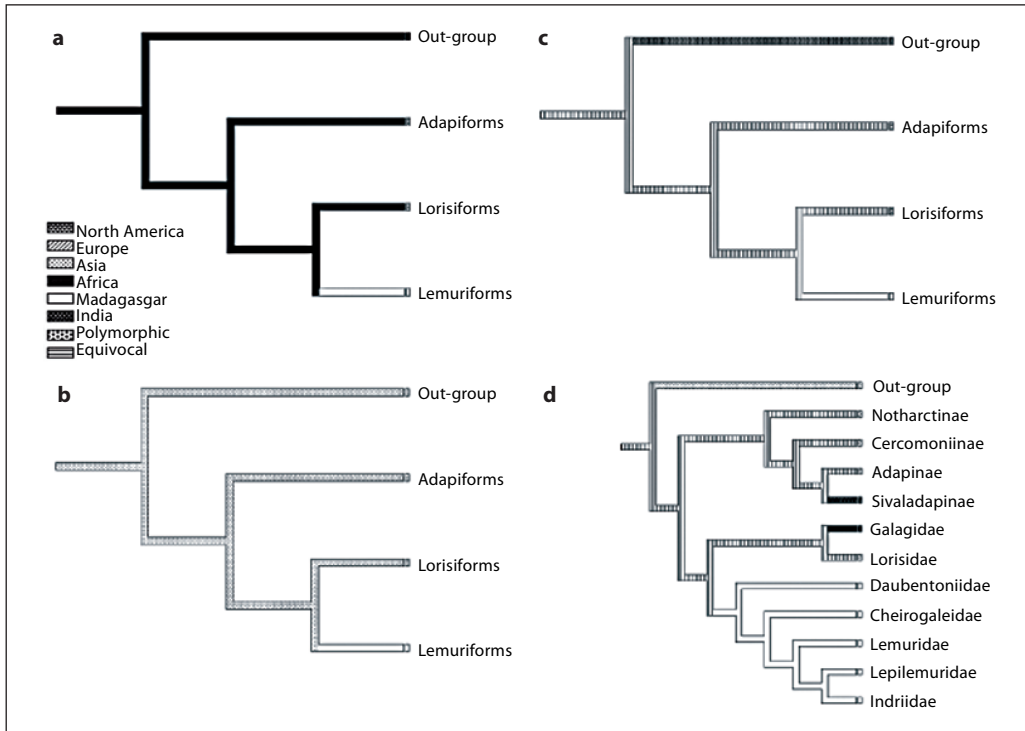 a
Out-group
Adapiforms
Lorisiforms
Lemuriforms
North America
Europe
Asia
Africa
Madagasgar
India
Polymorphic
Equivocal
b
Out-group
Adapiforms
Lorisiforms
Lemuriforms
c
Out-group
Adapiforms
Lorisiforms
Lemuriforms
d
Out-group
Notharctinae
Cercomoniinae
Adapinae
Sivaladapinae
Galagidae
Lorisidae
Daubentoniidae
Cheirogaleidae
Lemuridae
Lepilemuridae
Indriidae